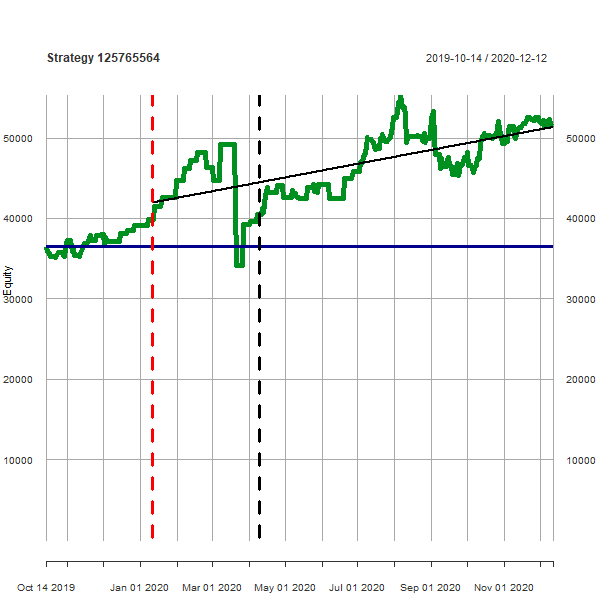 Strategy 125765564
2019-10-14 / 2020-12-12
50000
50000
40000
40000
Equity
30000
30000
20000
20000
10000
10000
Oct 14 2019
Jan 01 2020
Mar 01 2020
May 01 2020
Jul 01 2020
Sep 01 2020
Nov 01 2020